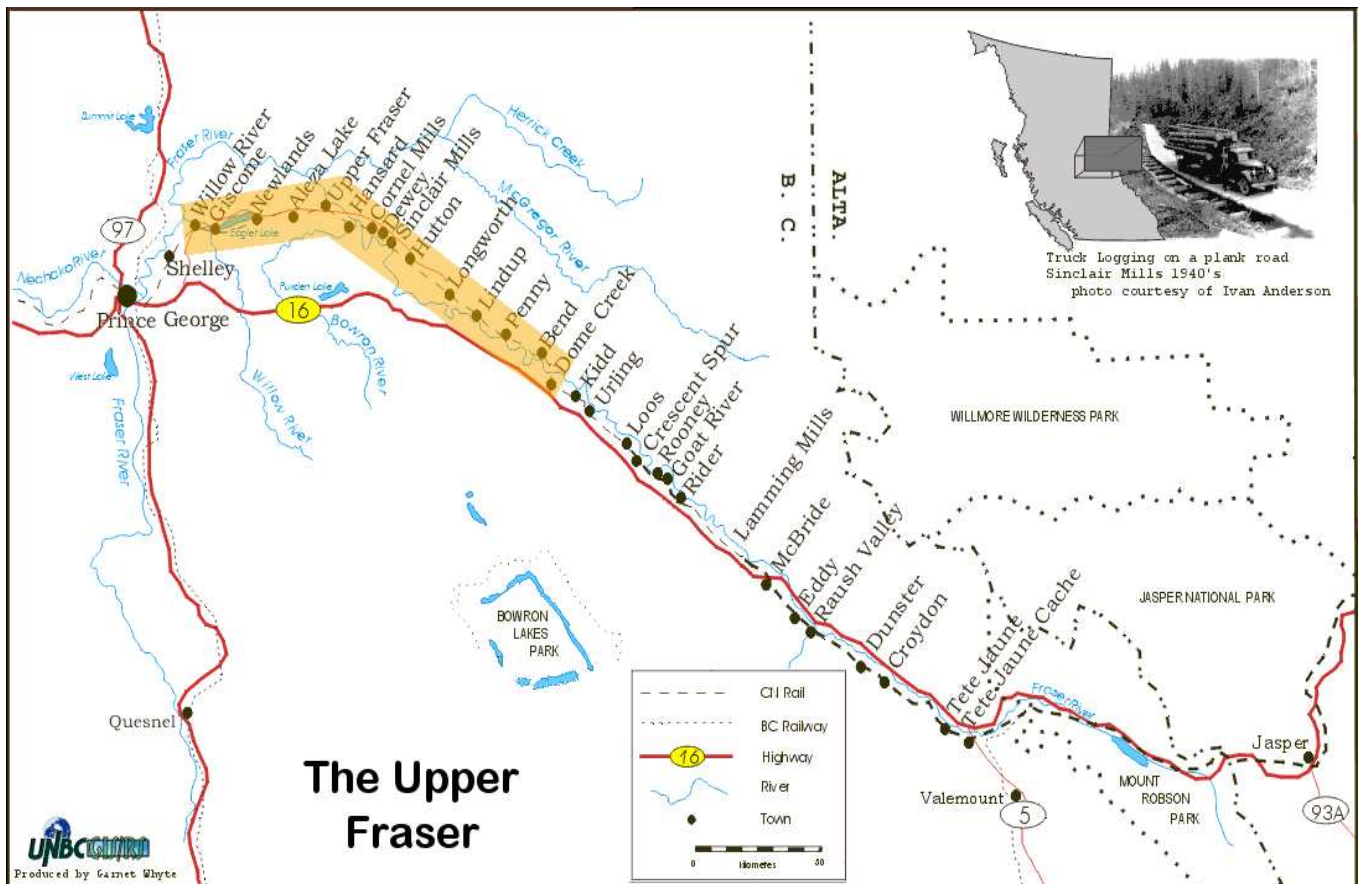 Summit Lake
Fraser River
Willow River
Giscome
Newlands
Aleza Lake
Upper Fraser
Hansard
Cornel Mills
Dewey
Sinclair Mills
Hutton
Longworth
Lindup
Penny
Bend
Dome Creek
Kidd
Urling
Loos
Crescent Spur
Rooney
Goat River
Rider
Lamming Mills
McBride
Eddy
Raush Valley
Dunster
Croydon
Tete Jaune
Tete Jaune Cache
Herrick Creek
McGregor River
Eaglet Lake
97
Nechako River
Shelley
Prince George
Purden Lake
16
Bowron River
Willow River
West Lake
Fraser River
Quesnel
BOWRON
LAKES
PARK
ALTA.
B. C.
Truck Logging on a plank road
Sinclair Mills 1940's
photo courtesy of Ivan Anderson
WILLMORE WILDERNESS PARK
JASPER NATIONAL PARK
Fraser River
Jasper
MOUNT
ROBSON
PARK
Valemount
5
93A
CN Rail
BC Railway
16
Highway
River
Town
0
kilometes
The Upper
Fraser
UNBC
Produced by Garnet Whyte